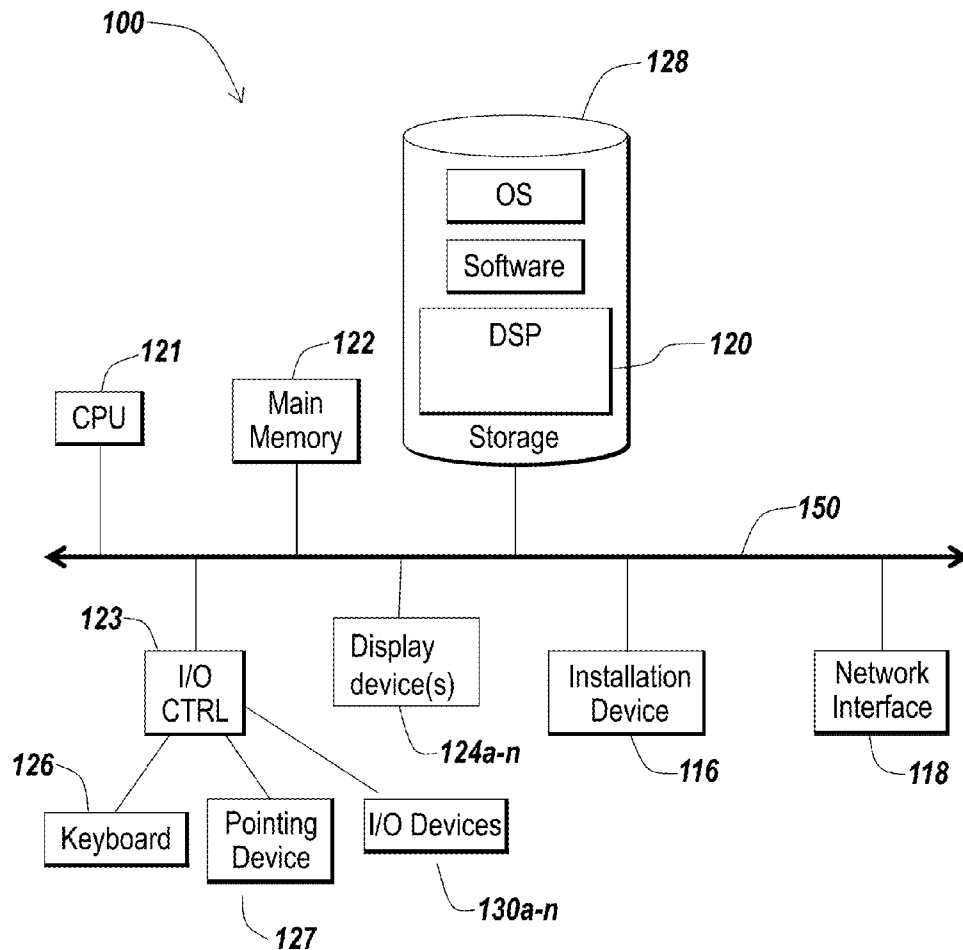 100
128
OS
Software
DSP
120
Storage
121
CPU
122
Main
Memory
150
123
I/O
CTRL
Display
device(s)
124a-n
Installation
Device
116
Network
Interface
118
126
Keyboard
Pointing
Device
127
I/O Devices
130a-n